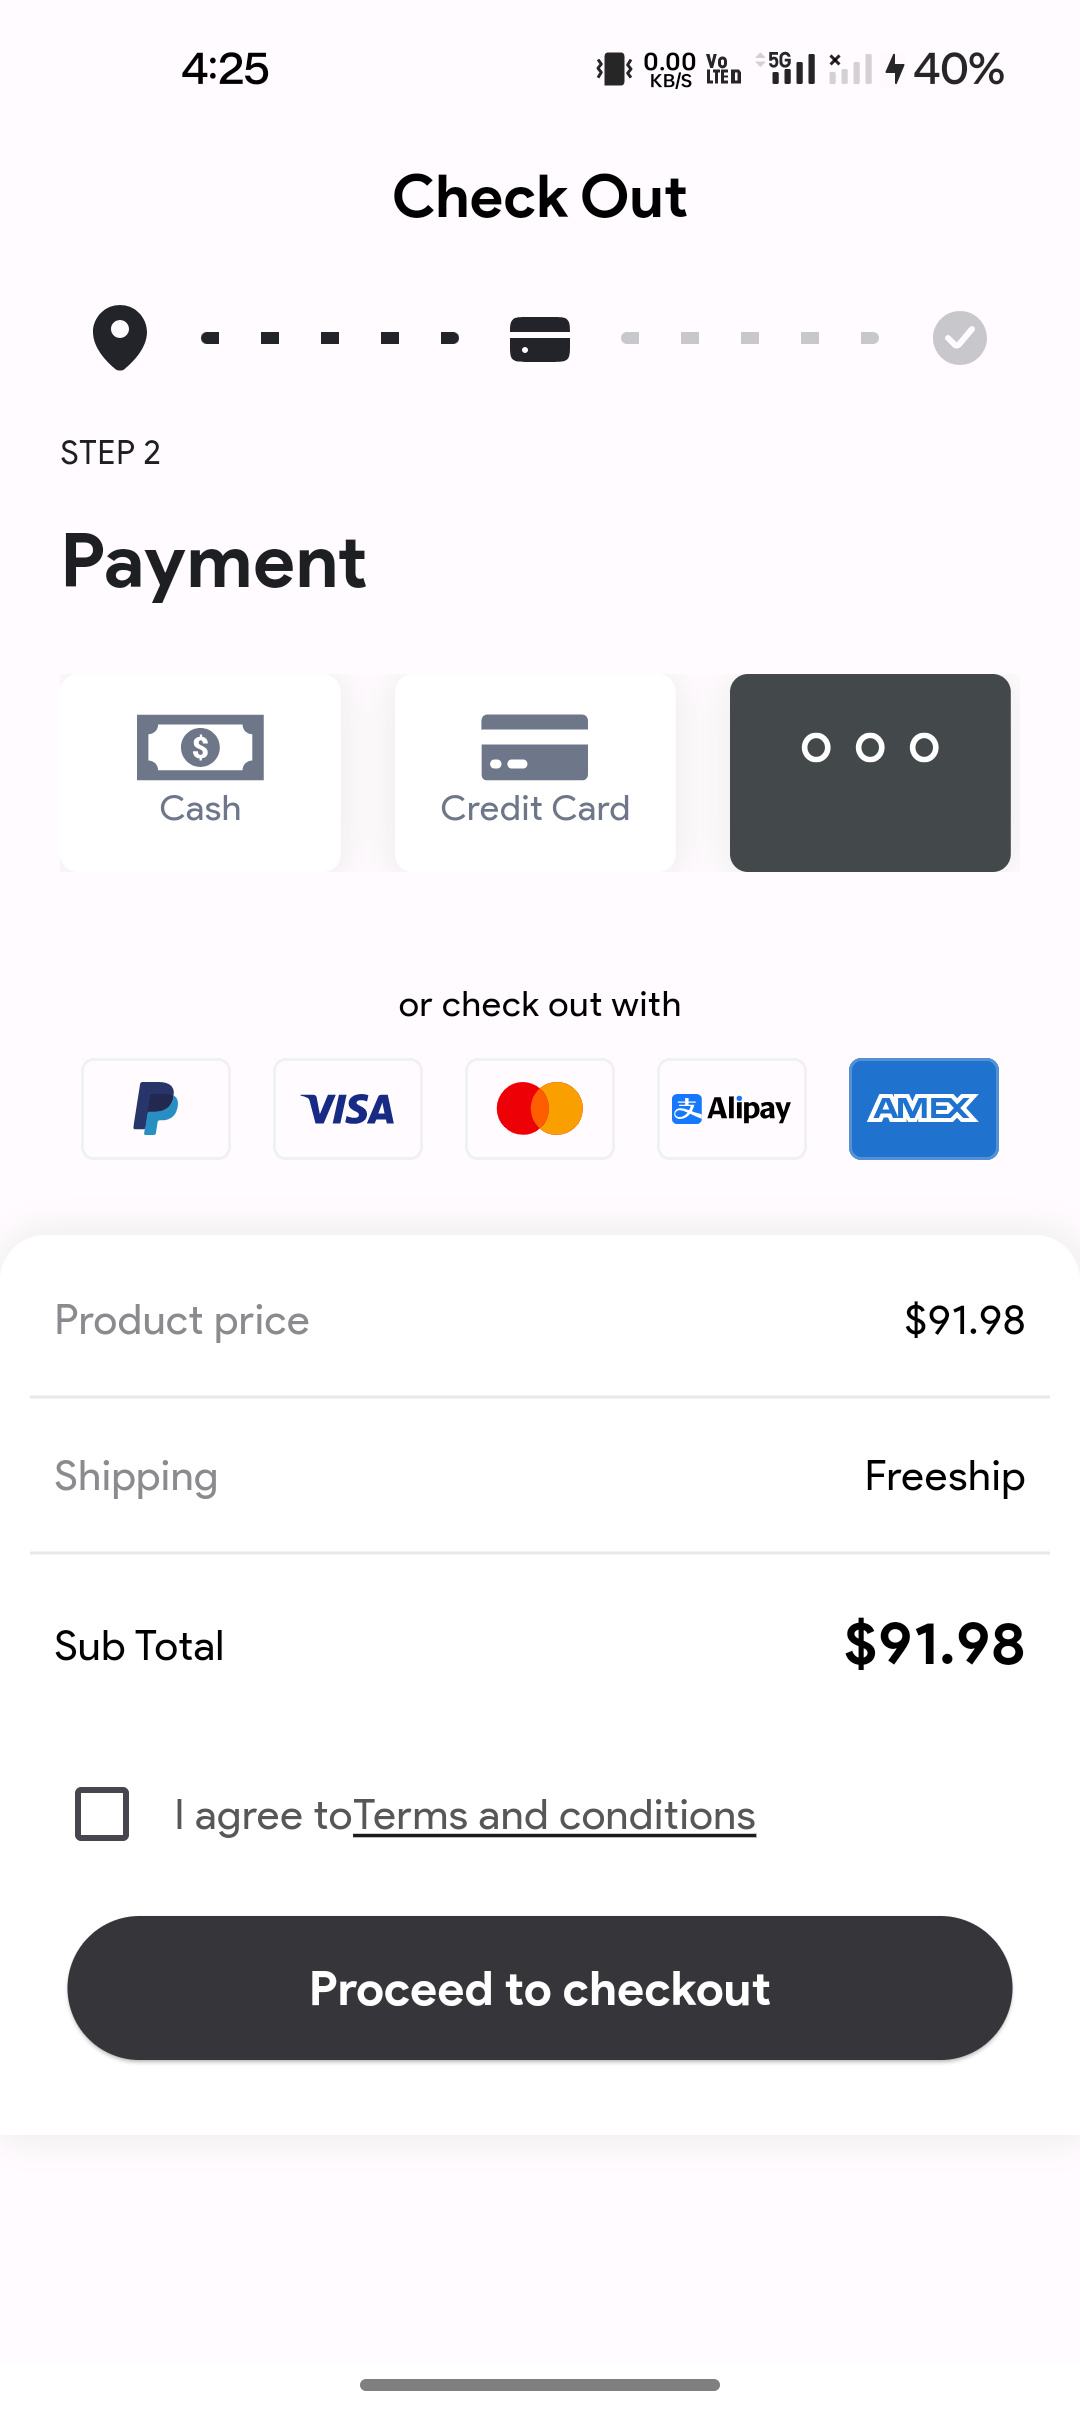 4:25
0.00 KB/S
Vo LTE
5G
40%
Check Out
STEP 2
Payment
$
Cash
Credit Card
or check out with
P
VISA
支 Alipay
AMEX
Product price
$91.98
Shipping
Freeship
Sub Total
$91.98
I agree toTerms and conditions
Proceed to checkout